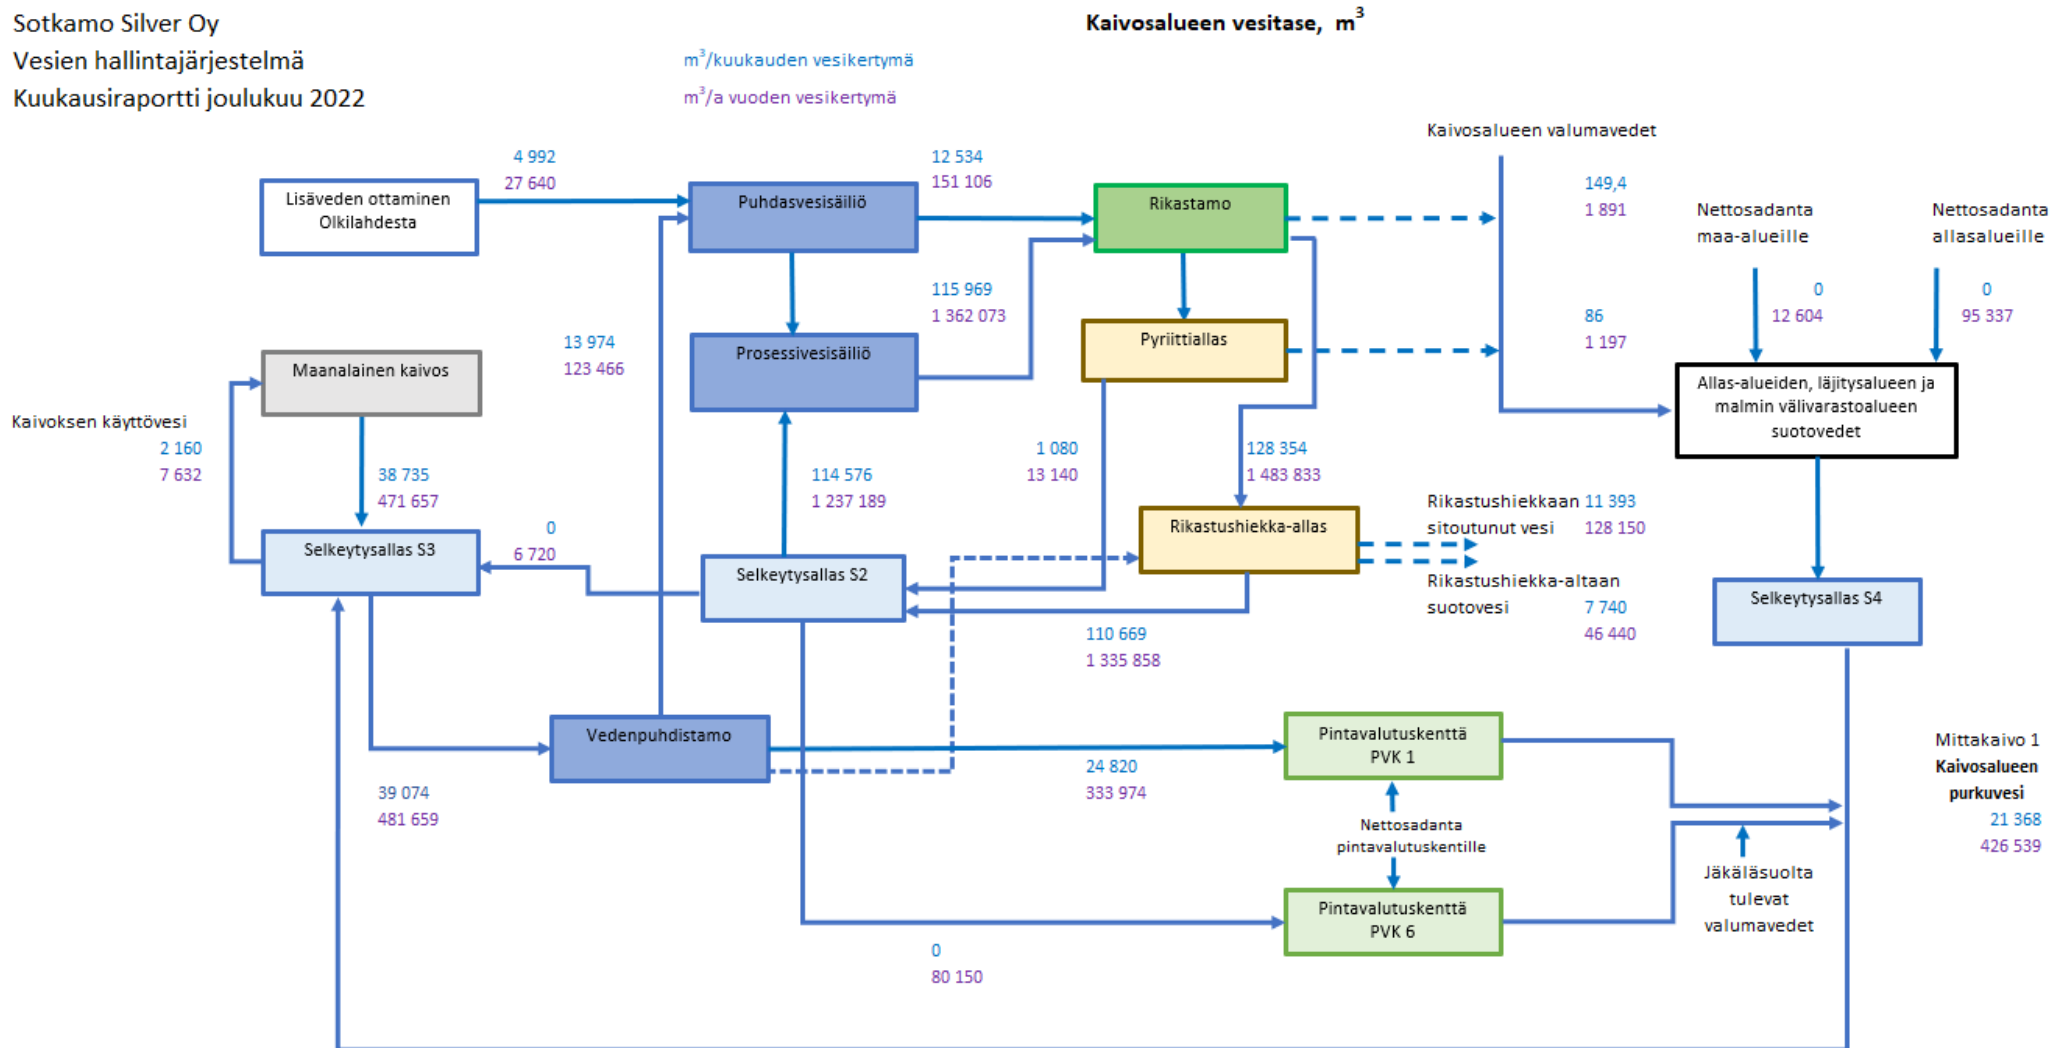 Sotkamo Silver Oy
Vesien hallintajärjestelmä
Kuukausiraportti joulukuu 2022
Kaivosalueen vesitase, m³
m³/kuukauden vesikertymä
m³/a vuoden vesikertymä
Kaivosalueen valumavedet
4 992
27 640
Lisäveden ottaminen
Olkilahdesta
Puhdasvesisäiliö
12 534
151 106
Rikastamo
149,4
1 891
Nettosadanta
maa-alueille
Nettosadanta
allasalueille
0
12 604
0
95 337
115 969
1 362 073
86
1 197
13 974
123 466
Prosessivesisäiliö
Pyriittiallas
Maanalainen kaivos
Allas-alueiden, läjitysalueen ja
malmin välivarastoalueen
suotovedet
Kaivoksen käyttövesi
2 160
7 632
38 735
471 657
114 576
1 237 189
1 080
13 140
128 354
1 483 833
Rikastushiekkaan 11 393
sitoutunut vesi 128 150
Rikastushiekka-allas
Selkeytysallas S3
0
6 720
Selkeytysallas S2
Rikastushiekka-altaan
suotovesi 7 740
46 440
Selkeytysallas S4
110 669
1 335 858
Vedenpuhdistamo
Pintavalutuskenttä
PVK 1
24 820
333 974
39 074
481 659
Mittakaivo 1
Kaivosalueen
purkuvesi
21 368
426 539
Nettosadanta
pintavalutuskentille
Jäkäläsuolta
tulevat
valumavedet
Pintavalutuskenttä
PVK 6
0
80 150